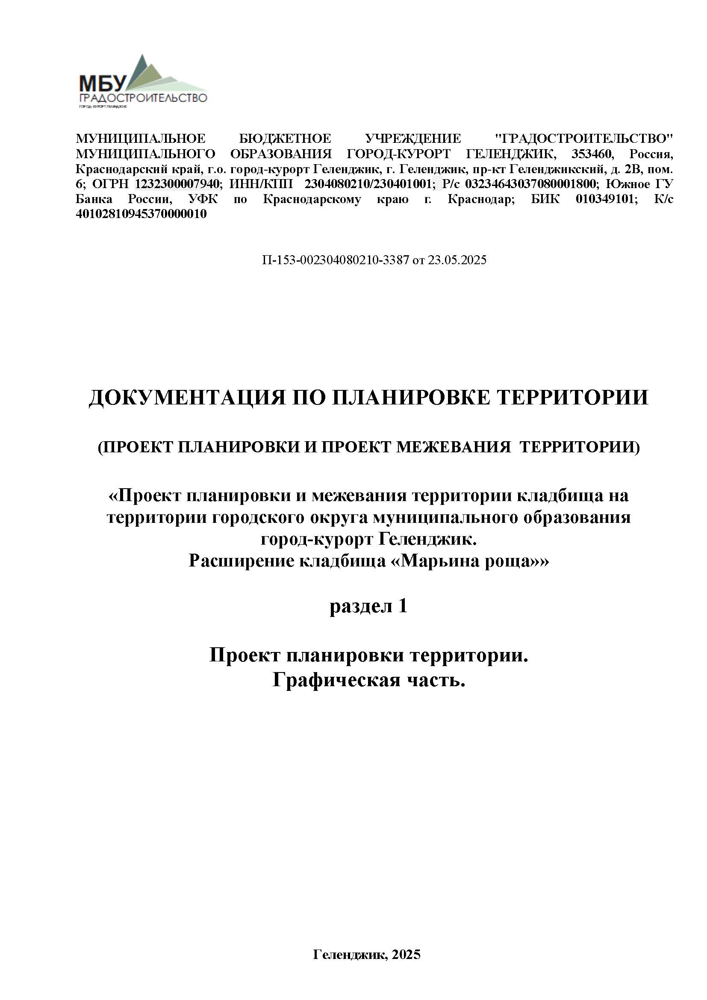 МБУ
ГРАДОСТРОИТЕЛЬСТВО
ГОРОД-КУРОРТ ГЕЛЕНДЖИК
МУНИЦИПАЛЬНОЕ БЮДЖЕТНОЕ УЧРЕЖДЕНИЕ "ГРАДОСТРОИТЕЛЬСТВО"
МУНИЦИПАЛЬНОГО ОБРАЗОВАНИЯ ГОРОД-КУРОРТ ГЕЛЕНДЖИК, 353460, Россия,
Краснодарский край, г.о. город-курорт Геленджик, г. Геленджик, пр-кт Геленджикский, д. 2В, пом.
6; ОГРН 1232300007940; ИНН/КПП 2304080210/230401001; Р/с 03234643037080001800; Южное ГУ
Банка России, УФК по Краснодарскому краю г. Краснодар; БИК 010349101; К/с
40102810945370000010
П-153-002304080210-3387 от 23.05.2025
ДОКУМЕНТАЦИЯ ПО ПЛАНИРОВКЕ ТЕРРИТОРИИ
(ПРОЕКТ ПЛАНИРОВКИ И ПРОЕКТ МЕЖЕВАНИЯ ТЕРРИТОРИИ)
«Проект планировки и межевания территории кладбища на
территории городского округа муниципального образования
город-курорт Геленджик.
Расширение кладбища «Марьина роща»»
раздел 1
Проект планировки территории.
Графическая часть.
Геленджик, 2025